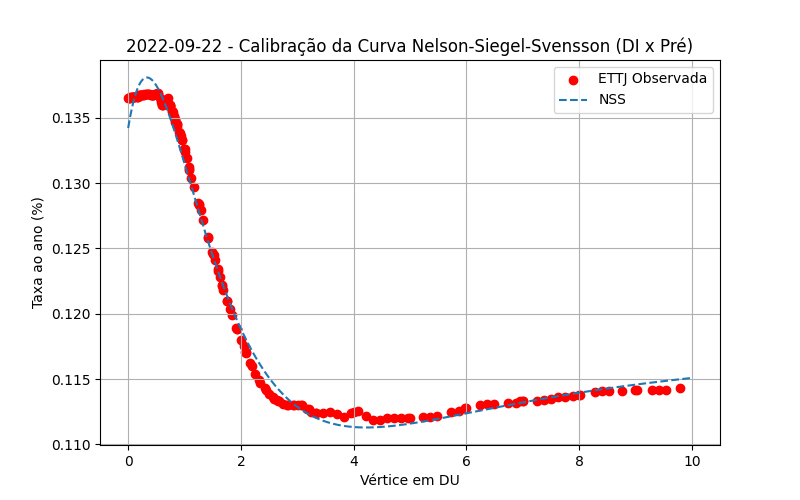 2022-09-22 - Calibração da Curva Nelson-Siegel-Svensson (DI x Pré)
ETTJ Observada
NSS
0.135
0.130
0.125
0.120
0.115
0.110
Taxa ao ano (%)
0 2 4 6 8 10
Vértice em DU